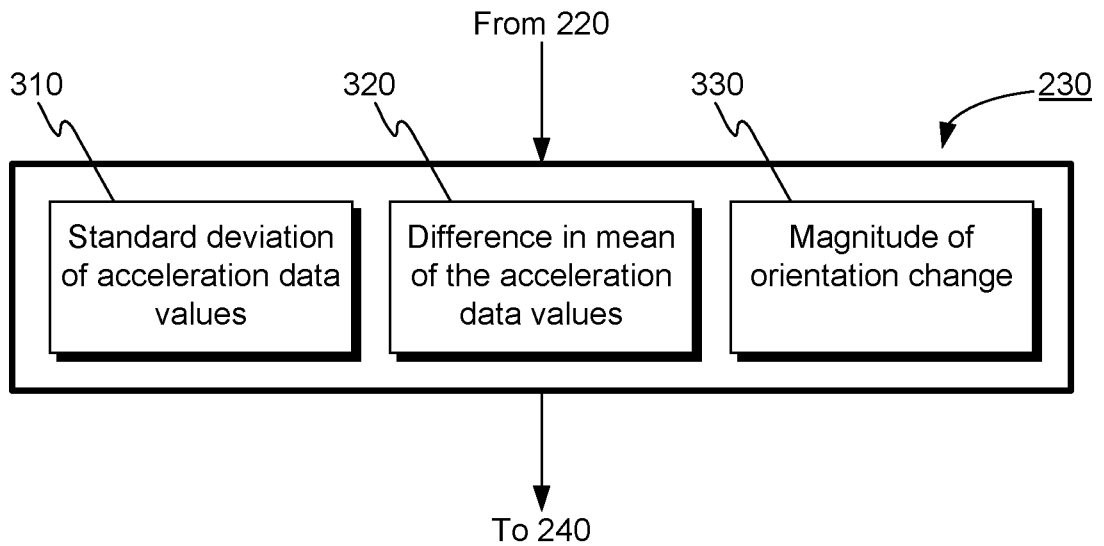 From 220
310
320
330
230
Standard deviation
of acceleration data
values
Difference in mean
of the acceleration
data values
Magnitude of
orientation change
To 240